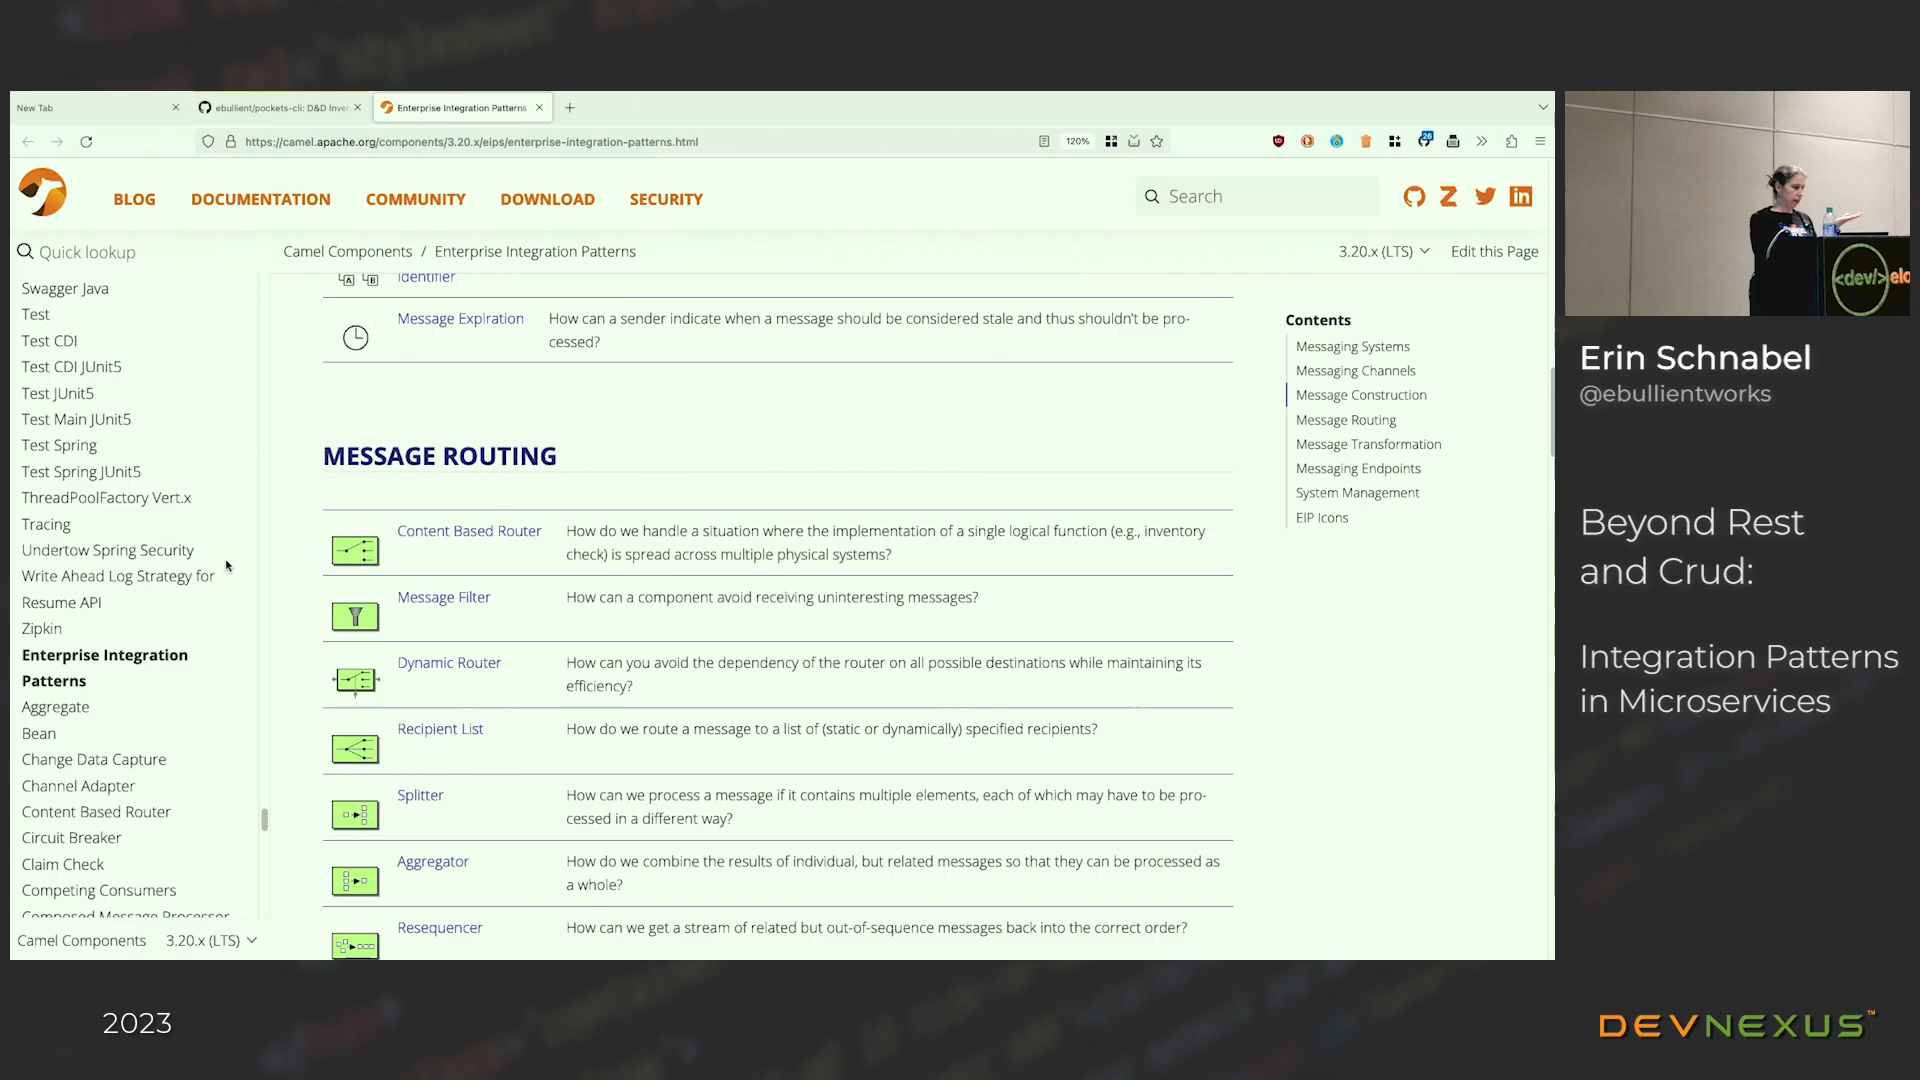 New Tab
ebullient/pockets-cli: D&D Inver
Enterprise Integration Patterns
https://camel.apache.org/components/3.20.x/eips/enterprise-integration-patterns.html
120%
26
BLOG
DOCUMENTATION
COMMUNITY
DOWNLOAD
SECURITY
Search
Quick lookup
Camel Components / Enterprise Integration Patterns
3.20.x (LTS)
Edit this Page
Swagger Java
Test
Test CDI
Test CDI JUnit5
Test JUnit5
Test Main JUnit5
Test Spring
Test Spring JUnit5
ThreadPoolFactory Vert.x
Tracing
Undertow Spring Security
Write Ahead Log Strategy for
Resume API
Zipkin
Enterprise Integration
Patterns
Aggregate
Bean
Change Data Capture
Channel Adapter
Content Based Router
Circuit Breaker
Claim Check
Competing Consumers
Composed Message Processor
Camel Components 3.20.x (LTS)
A B
Identifier
Message Expiration
How can a sender indicate when a message should be considered stale and thus shouldn't be pro-
cessed?
MESSAGE ROUTING
Content Based Router
How do we handle a situation where the implementation of a single logical function (e.g., inventory
check) is spread across multiple physical systems?
Message Filter
How can a component avoid receiving uninteresting messages?
Dynamic Router
How can you avoid the dependency of the router on all possible destinations while maintaining its
efficiency?
Recipient List
How do we route a message to a list of (static or dynamically) specified recipients?
Splitter
How can we process a message if it contains multiple elements, each of which may have to be pro-
cessed in a different way?
Aggregator
How do we combine the results of individual, but related messages so that they can be processed as
a whole?
Resequencer
How can we get a stream of related but out-of-sequence messages back into the correct order?
Contents
Messaging Systems
Messaging Channels
Message Construction
Message Routing
Message Transformation
Messaging Endpoints
System Management
EIP Icons
<dev/>elo
Erin Schnabel
@ebullientworks
Beyond Rest
and Crud:
Integration Patterns
in Microservices
2023
DEVNEXUS™